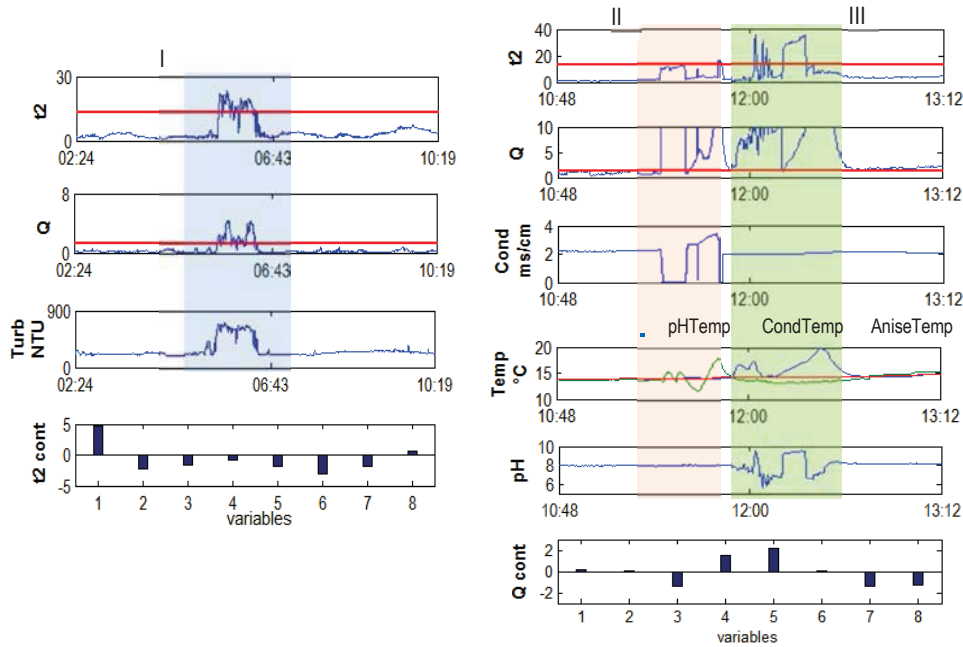 I
30
t2
0
02:24 06:43 10:19
8
Q
0
02:24 06:43 10:19
900
Turb
NTU
0
02:24 06:43 10:19
5
t2 cont
0
-5
1 2 3 4 5 6 7 8
variables
II III
40
t2
20
0
10:48 12:00 13:12
10
Q
5
0
10:48 12:00 13:12
4
Cond
ms/cm
2
0
10:48 12:00 13:12
pHTemp CondTemp AniseTemp
20
Temp
°C
15
10
10:48 12:00 13:12
10
pH
8
6
10:48 12:00 13:12
2
Q cont
0
-2
1 2 3 4 5 6 7 8
variables